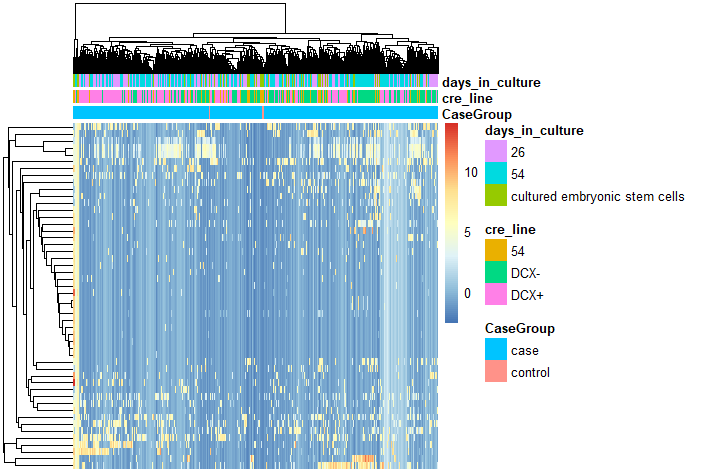 days_in_culture
cre_line
CaseGroup
10
5
0
days_in_culture
26
54
cultured embryonic stem cells
cre_line
54
DCX-
DCX+
CaseGroup
case
control